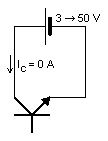 3 → 50 V
I_C = 0 A